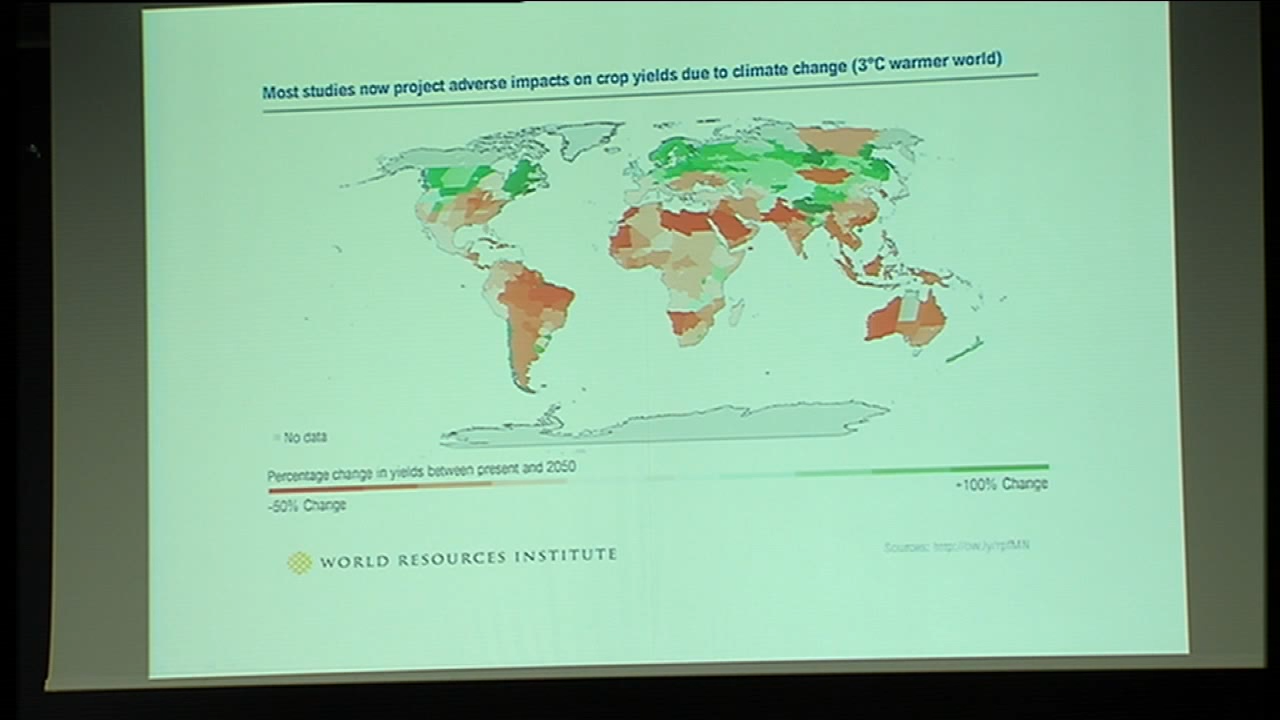 Most studies now project adverse impacts on crop yields due to climate change (3°C warmer world)
No data
Percentage change in yields between present and 2050
-50% Change
+100% Change
WORLD RESOURCES INSTITUTE
Sources: